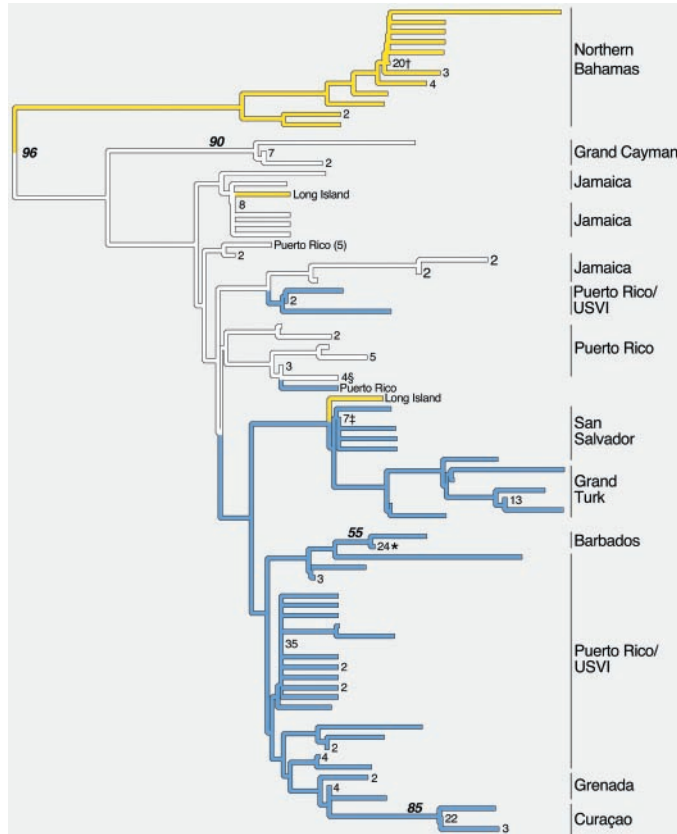 Northern
Bahamas
20†
3
4
2
96
90
Grand Cayman
7
2
Jamaica
Long Island
8
Jamaica
Puerto Rico (5)
2
2
2
Jamaica
Puerto Rico/
USVI
2
2
Puerto Rico
5
3
4§
Puerto Rico
Long Island
7‡
San
Salvador
Grand
Turk
13
55
Barbados
24*
3
35
2
2
Puerto Rico/
USVI
2
4
2
Grenada
4
85
22
Curaçao
3